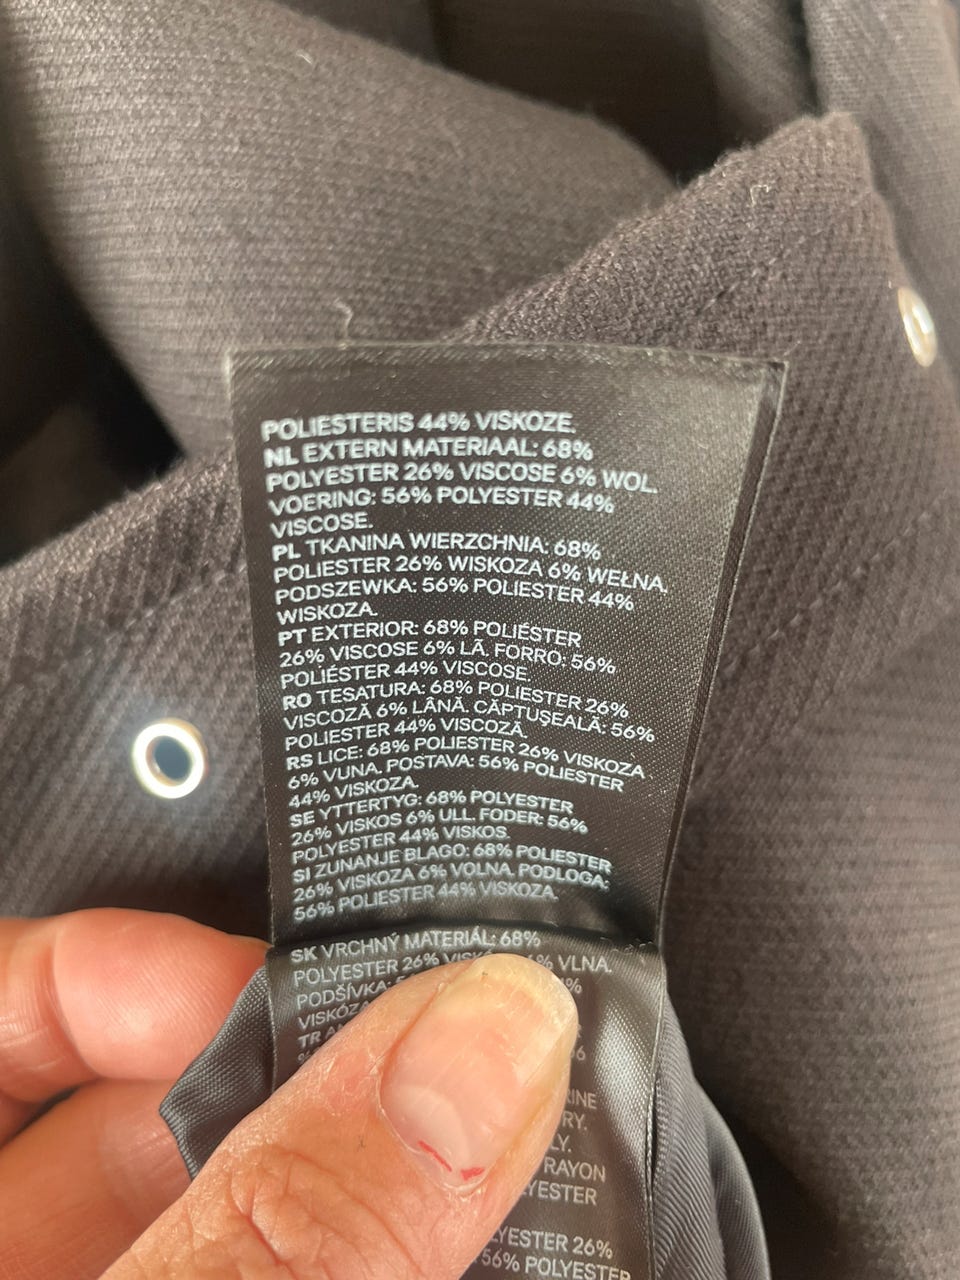 POLIESTERIS 44% VISKOZE.
NL EXTERN MATERIAAL: 68%
POLYESTER 26% VISCOSE 6% WOL.
VOERING: 56% POLYESTER 44%
VISCOSE.
PL TKANINA WIERZCHNIA: 68%
POLIESTER 26% WISKOZA 6% WEŁNA.
PODSZEWKA: 56% POLIESTER 44%
WISKOZA.
PT EXTERIOR: 68% POLIÉSTER
26% VISCOSE 6% LÃ. FORRO: 56%
POLIÉSTER 44% VISCOSE.
RO TESATURA: 68% POLIESTER 26%
VISCOZĂ 6% LÂNĂ. CĂPTUŞEALĂ: 56%
POLIESTER 44% VISCOZĂ.
RS LICE: 68% POLIESTER 26% VISKOZA
6% VUNA. POSTAVA: 56% POLIESTER
44% VISKOZA.
SE YTTERTYG: 68% POLYESTER
26% VISKOS 6% ULL. FODER: 56%
POLYESTER 44% VISKOS.
SI ZUNANJE BLAGO: 68% POLIESTER
26% VISKOZA 6% VOLNA. PODLOGA:
56% POLIESTER 44% VISKOZA.
SK VRCHNÝ MATERIÁL: 68%
POLYESTER 26% VLNA.
PODŠÍVKA:
TR
RAYON
26%
56% POLYESTER